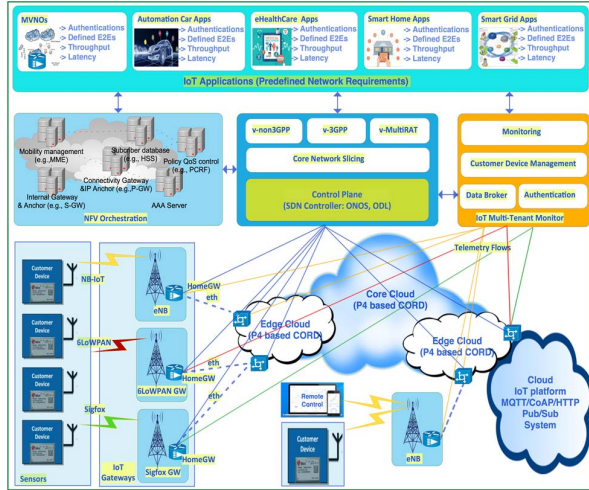 MVNOs
-> Authentications
-> Defined E2Es
-> Throughput
-> Latency
Automation Car Apps
-> Authentications
-> Defined E2Es
-> Throughput
-> Latency
eHealthCare Apps
-> Authentications
-> Defined E2Es
-> Throughput
-> Latency
Smart Home Apps
-> Authentications
-> Defined E2Es
-> Throughput
-> Latency
Smart Grid Apps
-> Authentications
-> Defined E2Es
-> Throughput
-> Latency
IoT Applications (Predefined Network Requirements)
Mobility management
(e.g.,MME)
Subcriber database
(e.g., HSS)
Policy QoS control
(e.g., PCRF)
Connectivity Gateway
&IP Anchor (e.g.,P-GW)
Internal Gateway
& Anchor (e.g., S-GW)
AAA Server
NFV Orchestration
v-non3GPP
v-3GPP
v-MultiRAT
Core Network Slicing
Control Plane
(SDN Controller: ONOS, ODL)
Monitoring
Customer Device Management
Data Broker
Authentication
IoT Multi-Tenant Monitor
Telemetry Flows
Customer
Device
NB-IoT
Customer
Device
6LoWPAN
Customer
Device
Sigfox
Customer
Device
Sensors
HomeGW
eNB
eth
HomeGW
6LoWPAN GW
eth
HomeGW
Sigfox GW
eth
IoT
Gateways
Core Cloud
(P4 based CORD)
Edge Cloud
(P4 based CORD)
Edge Cloud
(P4 based CORD)
Cloud
IoT platform
MQTT/CoAP/HTTP
Pub/Sub
System
Remote
Control
Customer
Device
eNB